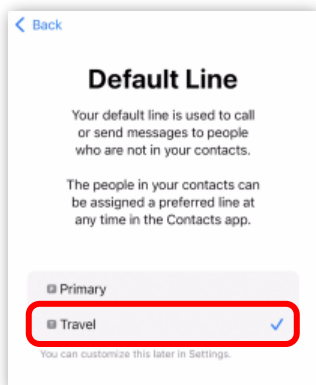 Back
Default Line
Your default line is used to call
or send messages to people
who are not in your contacts.
The people in your contacts can
be assigned a preferred line at
any time in the Contacts app.
Primary
Travel
You can customize this later in Settings.